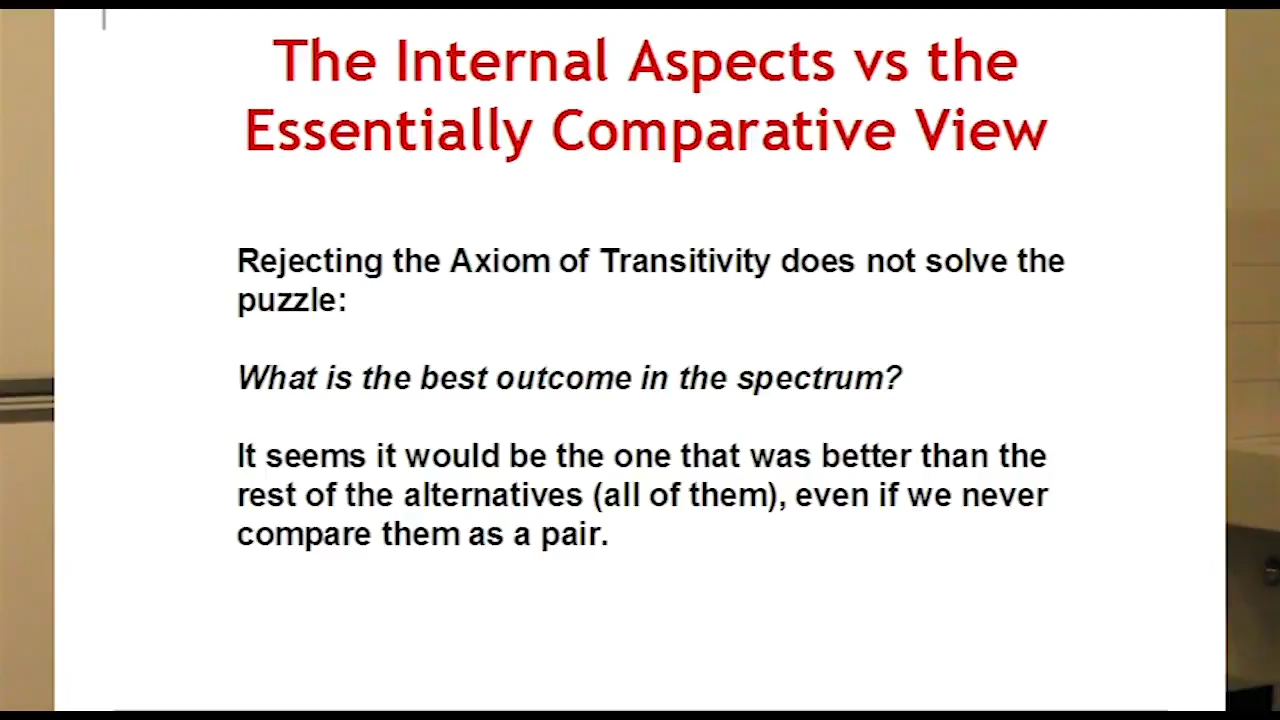 The Internal Aspects vs the
Essentially Comparative View
Rejecting the Axiom of Transitivity does not solve the
puzzle:
What is the best outcome in the spectrum?
It seems it would be the one that was better than the
rest of the alternatives (all of them), even if we never
compare them as a pair.